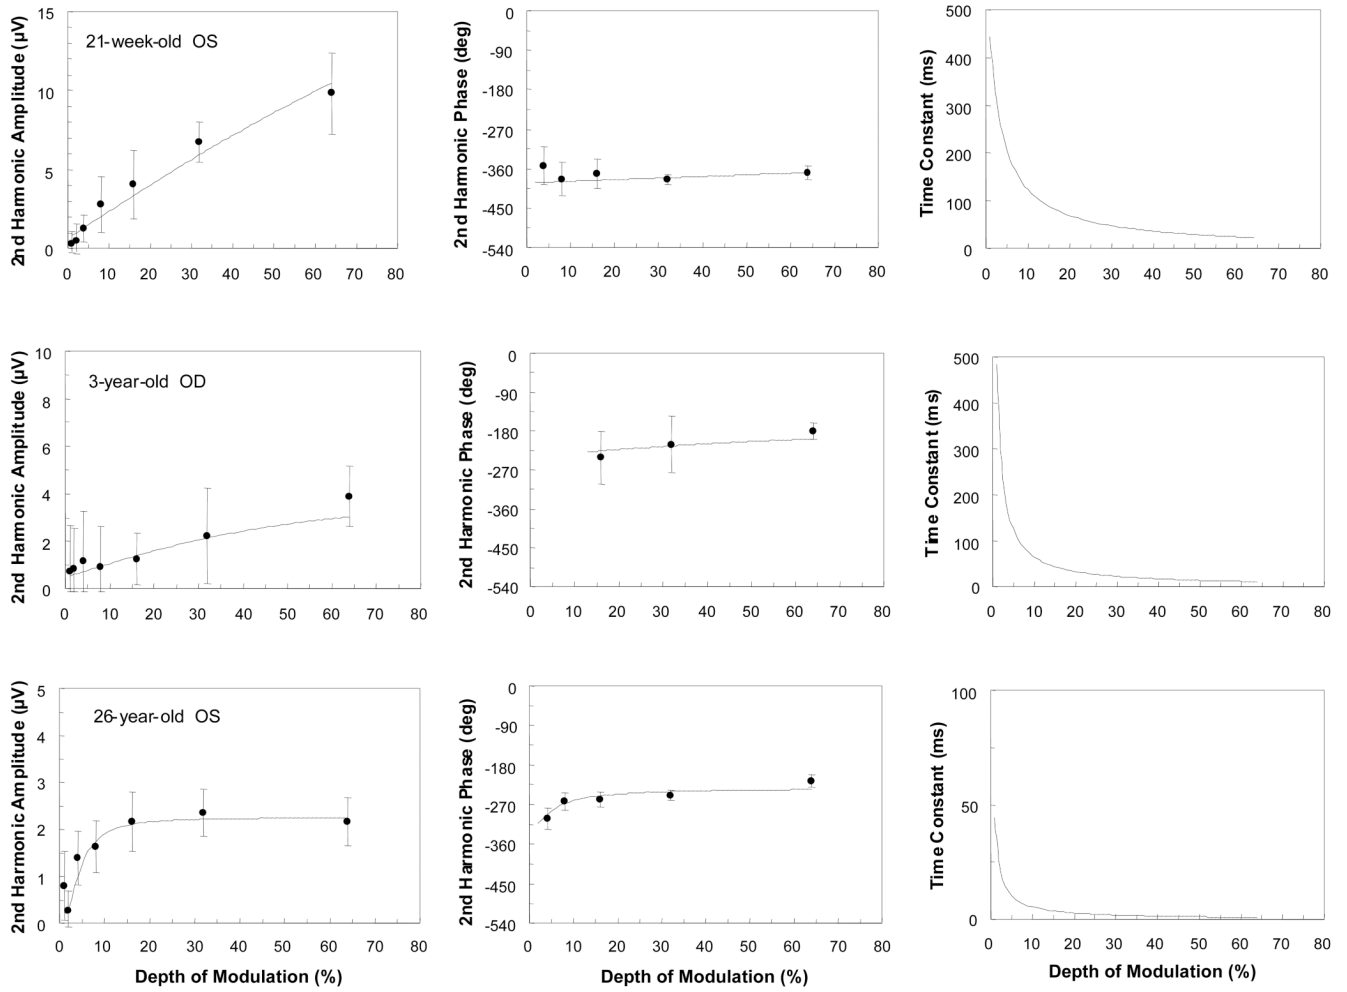 2nd Harmonic Amplitude (µV)
15
10
5
0
21-week-old OS
0 10 20 30 40 50 60 70 80
2nd Harmonic Phase (deg)
-0
-90
-180
-270
-360
-450
-540
0 10 20 30 40 50 60 70 80
Time Constant (ms)
500
400
300
200
100
0
0 10 20 30 40 50 60 70 80
2nd Harmonic Amplitude (µV)
10
8
6
4
2
0
3-year-old OD
0 10 20 30 40 50 60 70 80
2nd Harmonic Phase (deg)
0
-90
-180
-270
-360
-450
-540
0 10 20 30 40 50 60 70 80
Time Constant (ms)
500
400
300
200
100
0
0 10 20 30 40 50 60 70 80
2nd Harmonic Amplitude (µV)
5
4
3
2
1
0
26-year-old OS
0 10 20 30 40 50 60 70 80
Depth of Modulation (%)
2nd Harmonic Phase (deg)
0
-90
-180
-270
-360
-450
-540
0 10 20 30 40 50 60 70 80
Depth of Modulation (%)
Time Constant (ms)
100
50
0
0 10 20 30 40 50 60 70 80
Depth of Modulation (%)